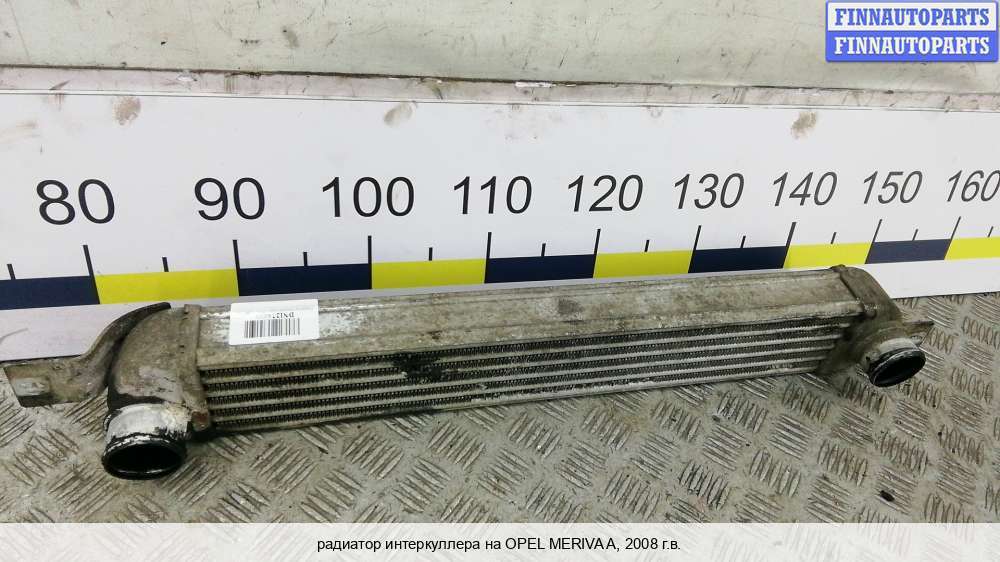 FINNAUTOPARTS
FINNAUTOPARTS
80 90 100 110 120 130 140 150 160
радиатор интеркуллера на OPEL MERIVA A, 2008 г.в.